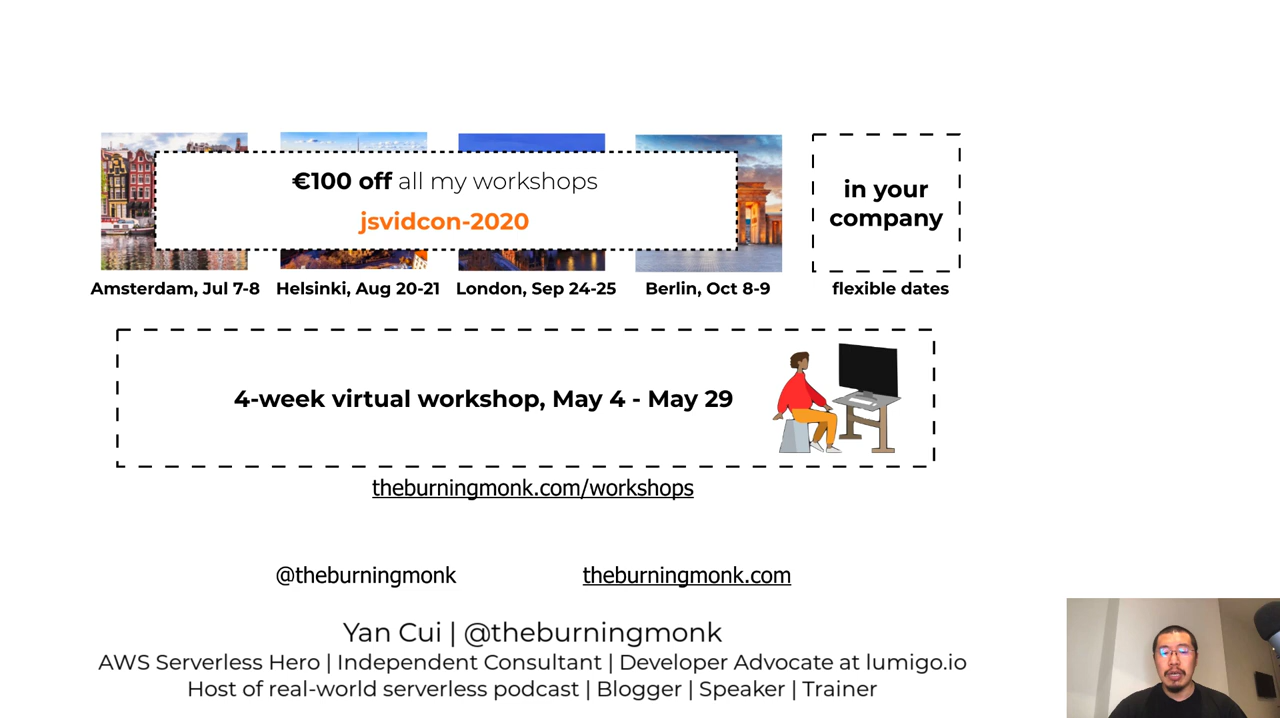 €100 off all my workshops
jsvidcon-2020
in your
company
Amsterdam, Jul 7-8
Helsinki, Aug 20-21
London, Sep 24-25
Berlin, Oct 8-9
flexible dates
4-week virtual workshop, May 4 - May 29
theburningmonk.com/workshops
@theburningmonk
theburningmonk.com
Yan Cui | @theburningmonk
AWS Serverless Hero | Independent Consultant | Developer Advocate at lumigo.io
Host of real-world serverless podcast | Blogger | Speaker | Trainer